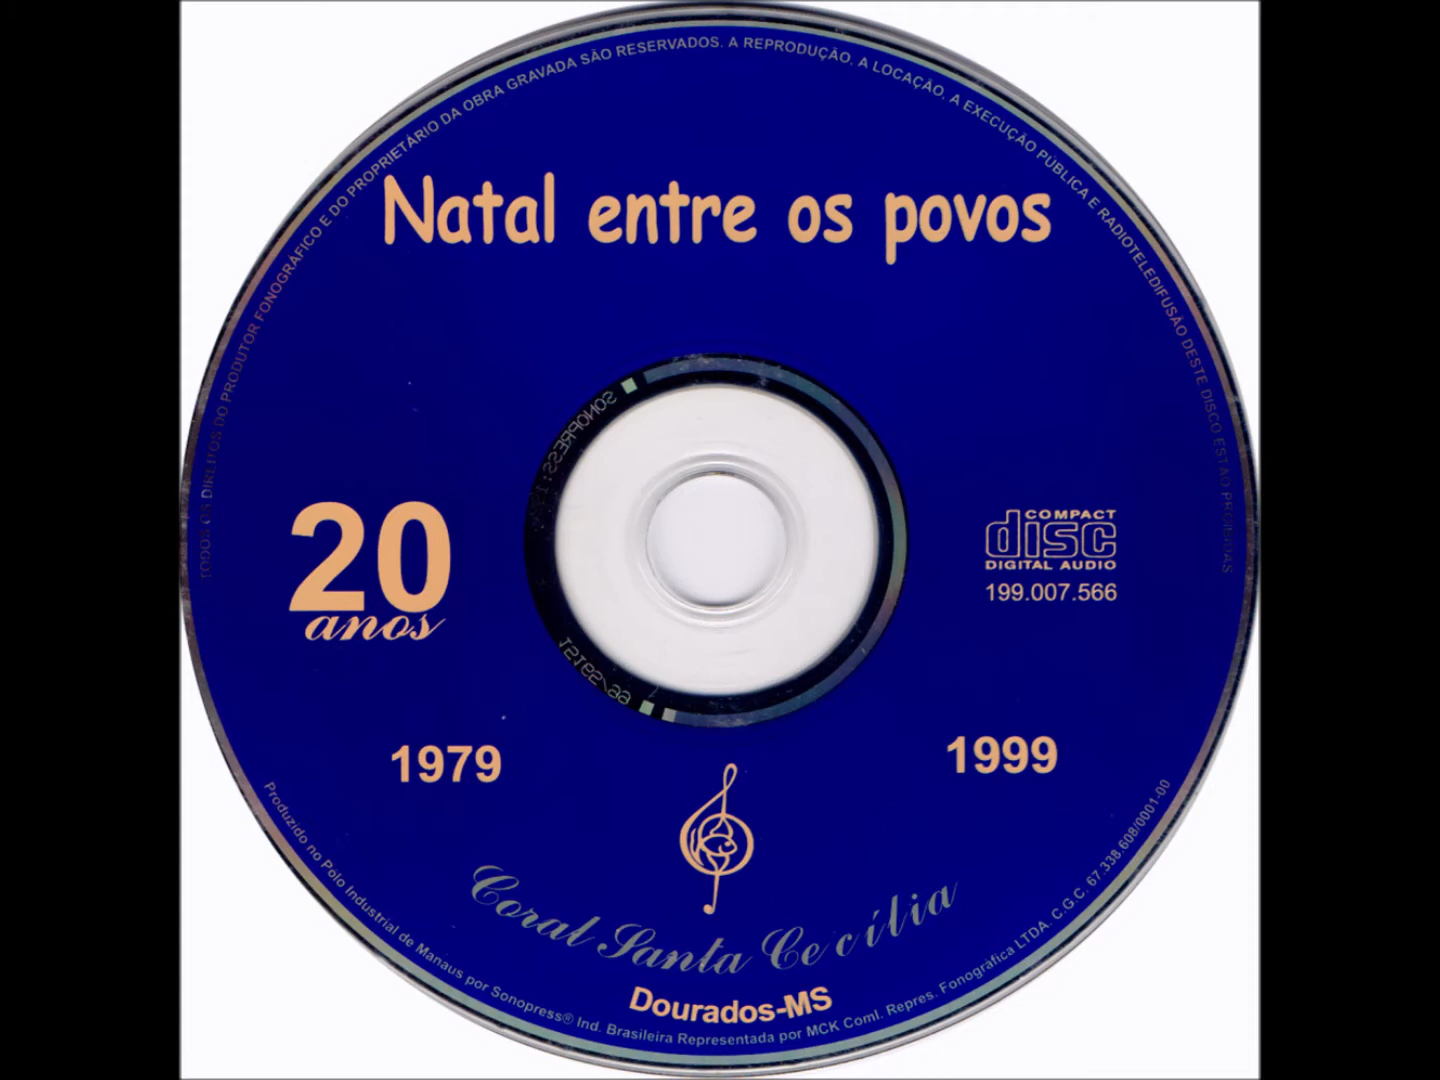 TODOS OS DIREITOS DO PRODUTOR FONOGRÁFICO E DO PROPRIETÁRIO DA OBRA GRAVADA SÃO RESERVADOS. A REPRODUÇÃO. A LOCAÇÃO. A EXECUÇÃO PÚBLICA E RADIOTELEDIFUSÃO DESTE DISCO ESTÃO PROIBIDAS
Natal entre os povos
SONOPRESS
20
anos
COMPACT
disc
DIGITAL AUDIO
199.007.566
1979
1999
Coral Santa Cecília
Dourados-MS
Produzido no Polo Industrial de Manaus por Sonopress® Ind. Brasileira Representada por MCK Coml. Repres. Fonográfica LTDA. C.G.C. 67.338.608/0001-00